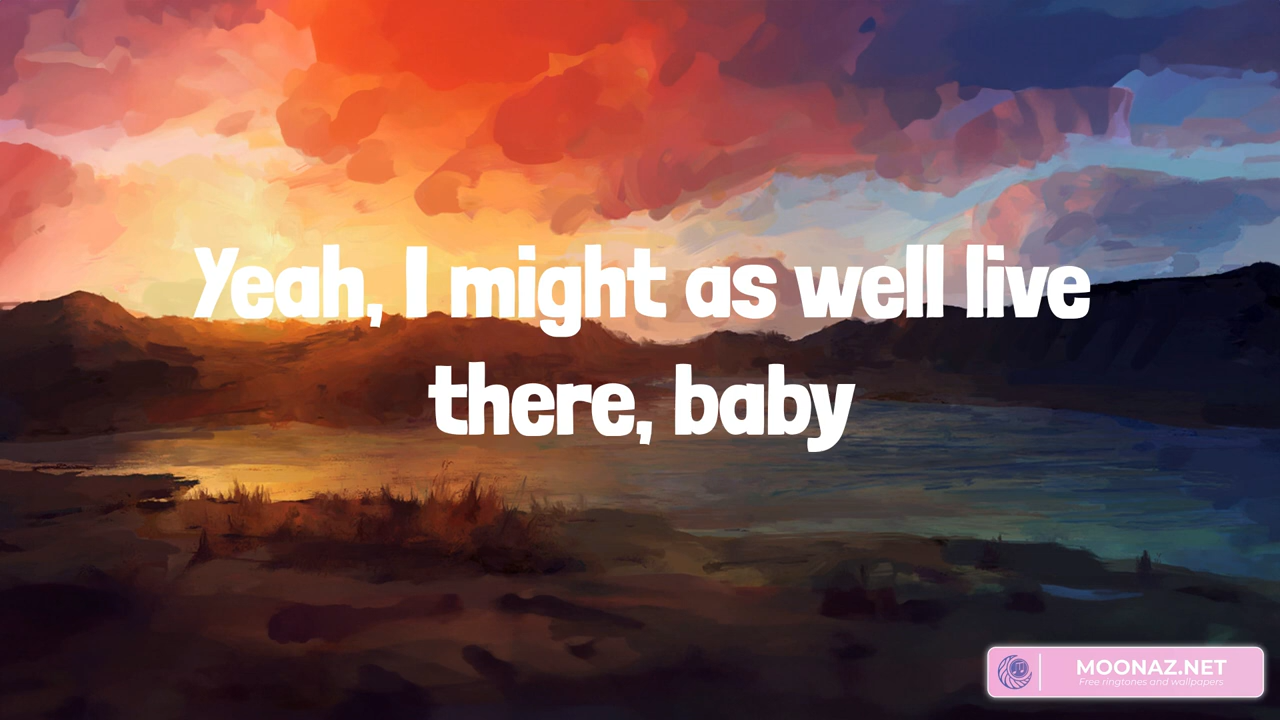 Yeah, I might as well live
there, baby
MOONAZ.NET
Free ringtones and wallpapers